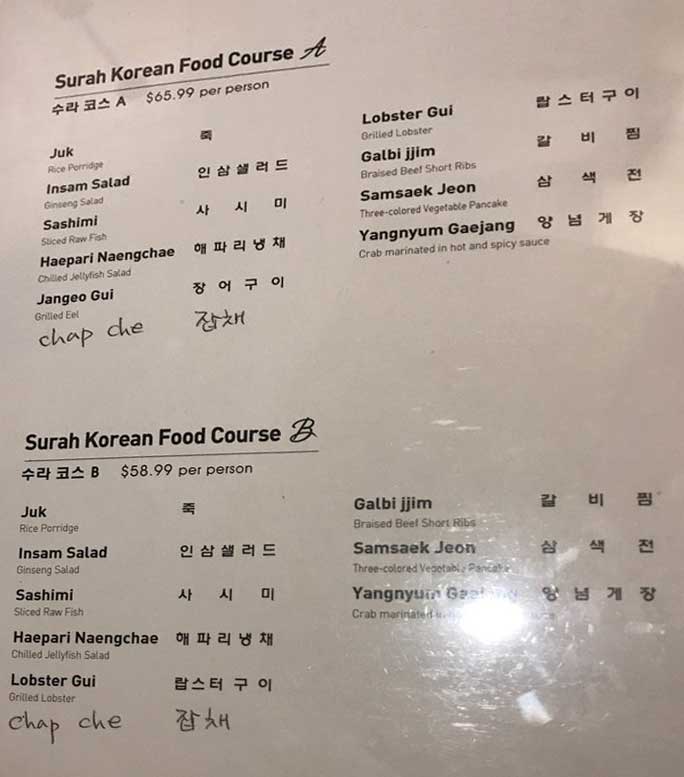 Surah Korean Food Course A
수라 코스 A $65.99 per person
Juk 죽
Rice Porridge
Insam Salad 인삼샐러드
Ginseng Salad
Sashimi 사시미
Sliced Raw Fish
Haepari Naengchae 해파리냉채
Chilled Jellyfish Salad
Jangeo Gui 장어구이
Grilled Eel
chap che 잡채
Lobster Gui 랍스터구이
Grilled Lobster
Galbi jjim 갈비찜
Braised Beef Short Ribs
Samsaek Jeon 삼색전
Three-colored Vegetable Pancake
Yangnyum Gaejang 양념게장
Crab marinated in hot and spicy sauce
Surah Korean Food Course B
수라 코스 B $58.99 per person
Juk 죽
Rice Porridge
Insam Salad 인삼샐러드
Ginseng Salad
Sashimi 사시미
Sliced Raw Fish
Haepari Naengchae 해파리냉채
Chilled Jellyfish Salad
Lobster Gui 랍스터 구이
Grilled Lobster
chap che 잡채
Galbi jjim 갈비찜
Braised Beef Short Ribs
Samsaek Jeon 삼색전
Three-colored Vegetable Pancake
Yangnyum 양념게장
Crab marinated in sauce